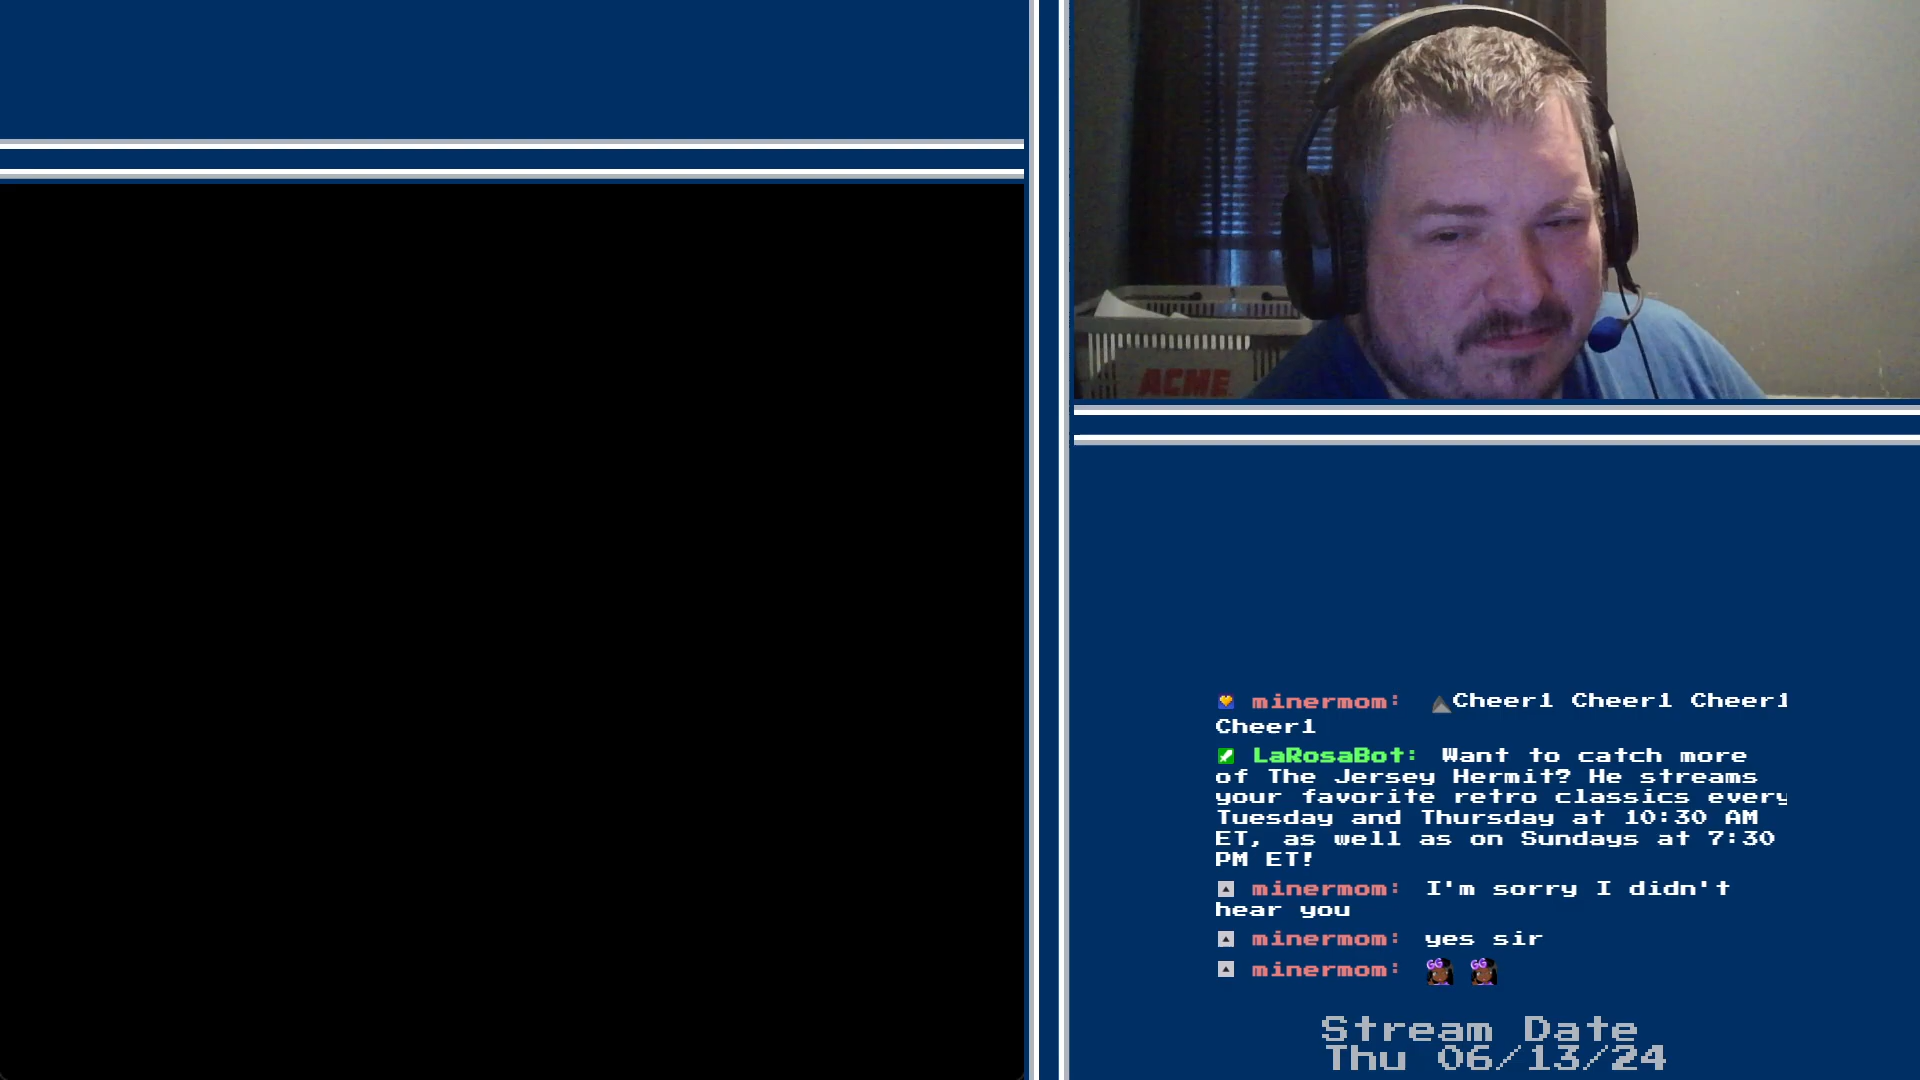 ACME
minermom: Cheer1 Cheer1 Cheer1
Cheer1
LaRosaBot: Want to catch more
of The Jersey Hermit? He streams
your favorite retro classics every
Tuesday and Thursday at 10:30 AM
ET, as well as on Sundays at 7:30
PM ET!
minermom: I'm sorry I didn't
hear you
minermom: yes sir
minermom: GG GG
Stream Date
Thu 06/13/24